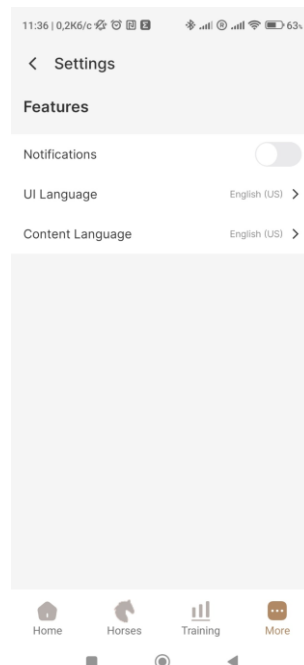 11:36 | 0,2Кб/с 63%
Settings
Features
Notifications
UI Language English (US)
Content Language English (US)
Home Horses Training More